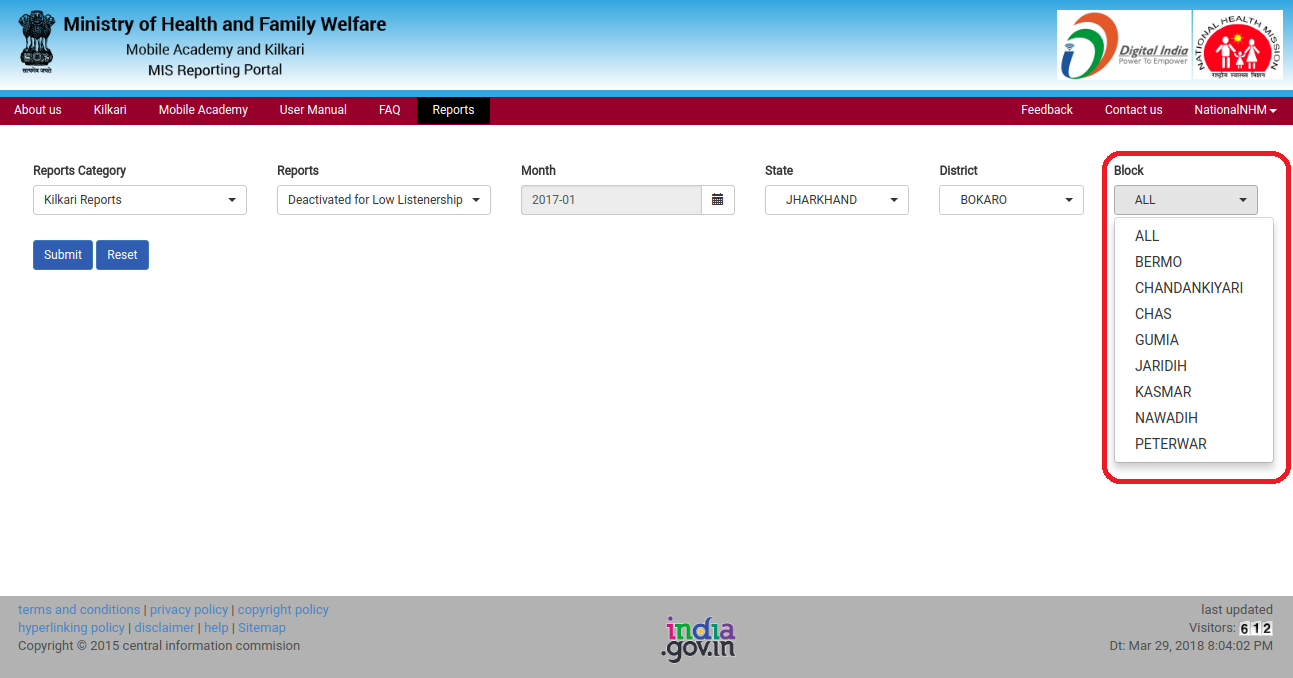 Ministry of Health and Family Welfare
Mobile Academy and Kilkari
MIS Reporting Portal
सत्यमेव जयते
Digital India
Power To Empower
NATIONAL HEALTH MISSION
राष्ट्रीय स्वास्थ्य मिशन
About us Kilkari Mobile Academy User Manual FAQ Reports Feedback Contact us NationalNHM
Reports Category Reports Month State District Block
Kilkari Reports Deactivated for Low Listenership 2017-01 JHARKHAND BOKARO ALL
Submit Reset
ALL
BERMO
CHANDANKIYARI
CHAS
GUMIA
JARIDIH
KASMAR
NAWADIH
PETERWAR
terms and conditions | privacy policy | copyright policy
hyperlinking policy | disclaimer | help | Sitemap
Copyright © 2015 central information commision
india
.gov.in
last updated
Visitors: 612
Dt: Mar 29, 2018 8:04:02 PM